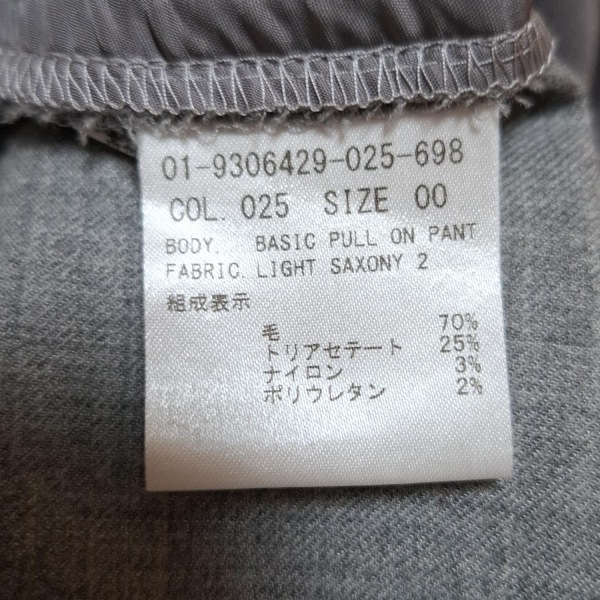 01-9306429-025-698
COL. 025 SIZE 00
BODY. BASIC PULL ON PANT
FABRIC. LIGHT SAXONY 2
組成表示
毛 70%
トリアセテート 25%
ナイロン 3%
ポリウレタン 2%